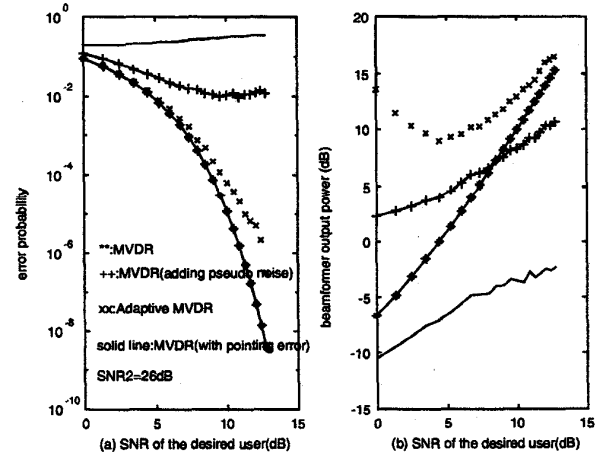 10^0
10^-2
10^-4
10^-6
10^-8
10^-10
error probability
**:MVDR
++:MVDR(adding pseudo noise)
xx:Adaptive MVDR
solid line:MVDR(with pointing error)
SNR2=26dB
0 5 10 15
(a) SNR of the desired user(dB)
20
15
10
5
0
-5
-10
-15
beamformer output power (dB)
0 5 10 15
(b) SNR of the desired user(dB)